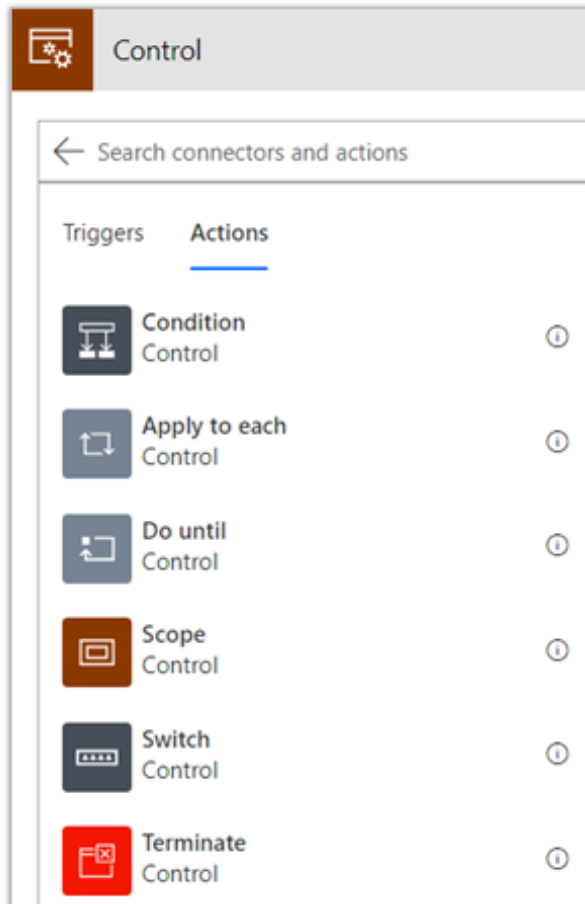 Control
Search connectors and actions
Triggers Actions
Condition
Control
Apply to each
Control
Do until
Control
Scope
Control
Switch
Control
Terminate
Control